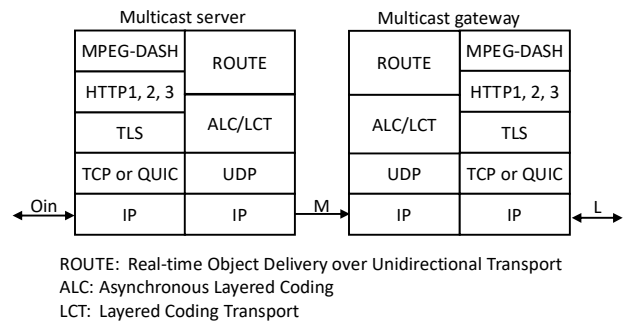 Multicast server Multicast gateway
MPEG-DASH ROUTE ROUTE MPEG-DASH
HTTP1, 2, 3 HTTP1, 2, 3
TLS ALC/LCT ALC/LCT TLS
TCP or QUIC UDP UDP TCP or QUIC
Oin IP IP M IP IP L
ROUTE: Real-time Object Delivery over Unidirectional Transport
ALC: Asynchronous Layered Coding
LCT: Layered Coding Transport